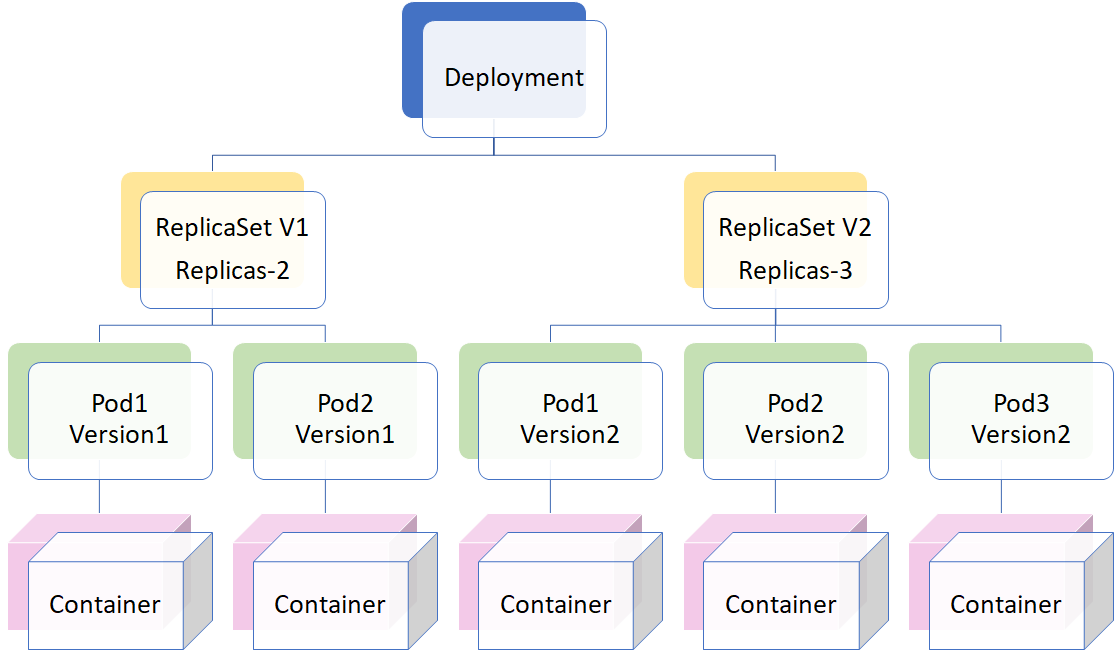 Deployment
ReplicaSet V1
Replicas-2
ReplicaSet V2
Replicas-3
Pod1
Version1
Pod2
Version1
Pod1
Version2
Pod2
Version2
Pod3
Version2
Container
Container
Container
Container
Container